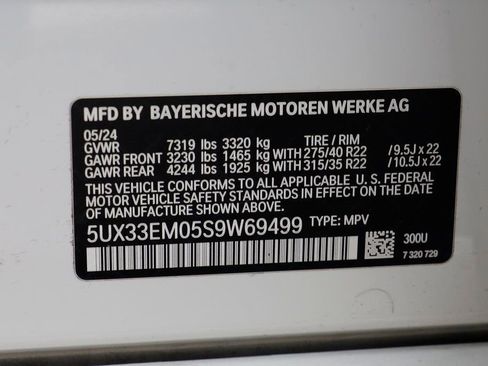 MFD BY BAYERISCHE MOTOREN WERKE AG
05/24
GVWR 7319 lbs 3320 kg TIRE / RIM
GAWR FRONT 3230 lbs 1465 kg WITH 275/40 R22 / 9.5J x 22
GAWR REAR 4244 lbs 1925 kg WITH 315/35 R22 / 10.5J x 22
THIS VEHICLE CONFORMS TO ALL APPLICABLE U. S. FEDERAL
MOTOR VEHICLE SAFETY STANDARDS IN EFFECT ON THE
DATE OF MANUFACTURE SHOWN ABOVE.
5UX33EM05S9W69499 TYPE: MPV
300U
7 320 729